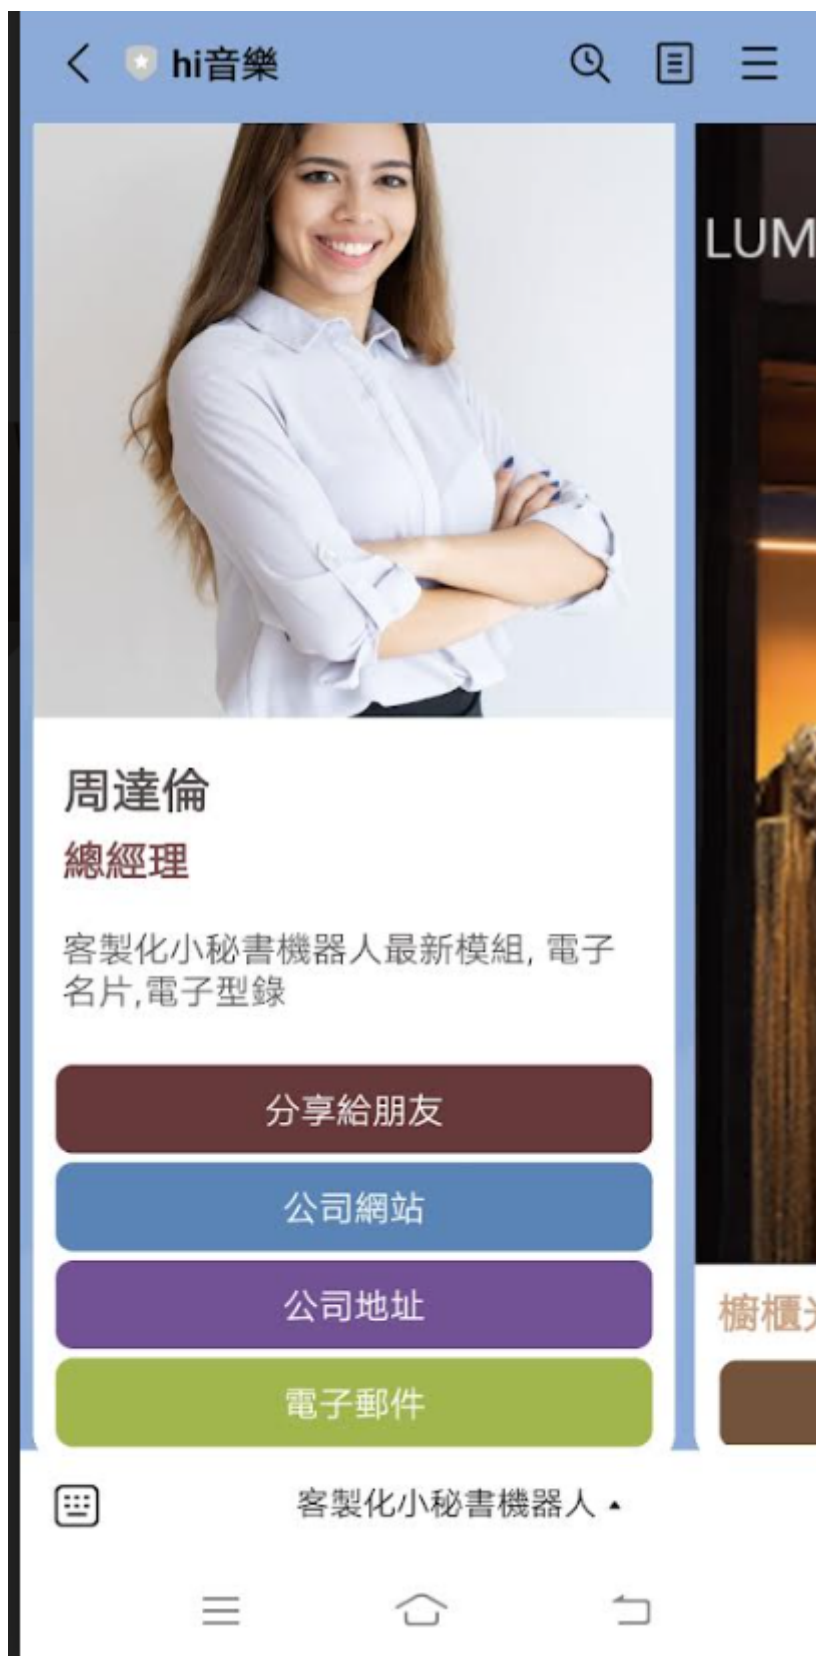 hi音樂
LUM
周達倫
總經理
客製化小秘書機器人最新模組, 電子
名片,電子型錄
分享給朋友
公司網站
公司地址
電子郵件
櫥櫃
客製化小秘書機器人